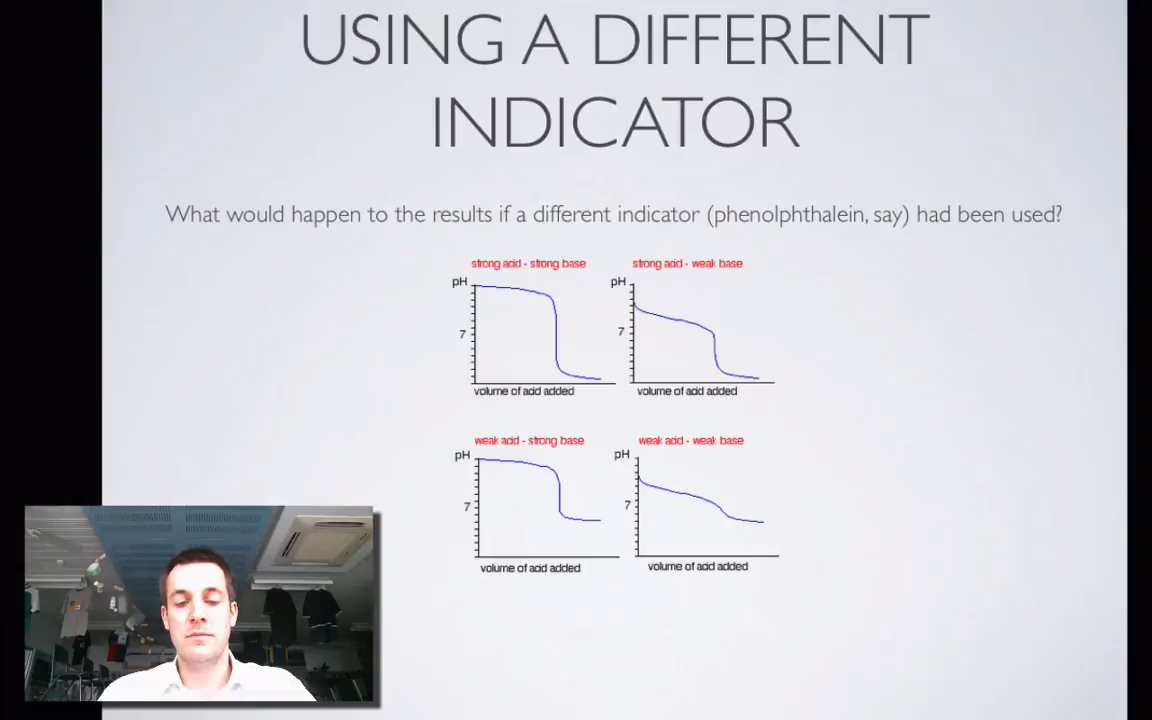 USING A DIFFERENT
INDICATOR
What would happen to the results if a different indicator (phenolphthalein, say) had been used?
strong acid - strong base
strong acid - weak base
pH
pH
7
7
volume of acid added
volume of acid added
weak acid - strong base
weak acid - weak base
pH
pH
7
7
volume of acid added
volume of acid added